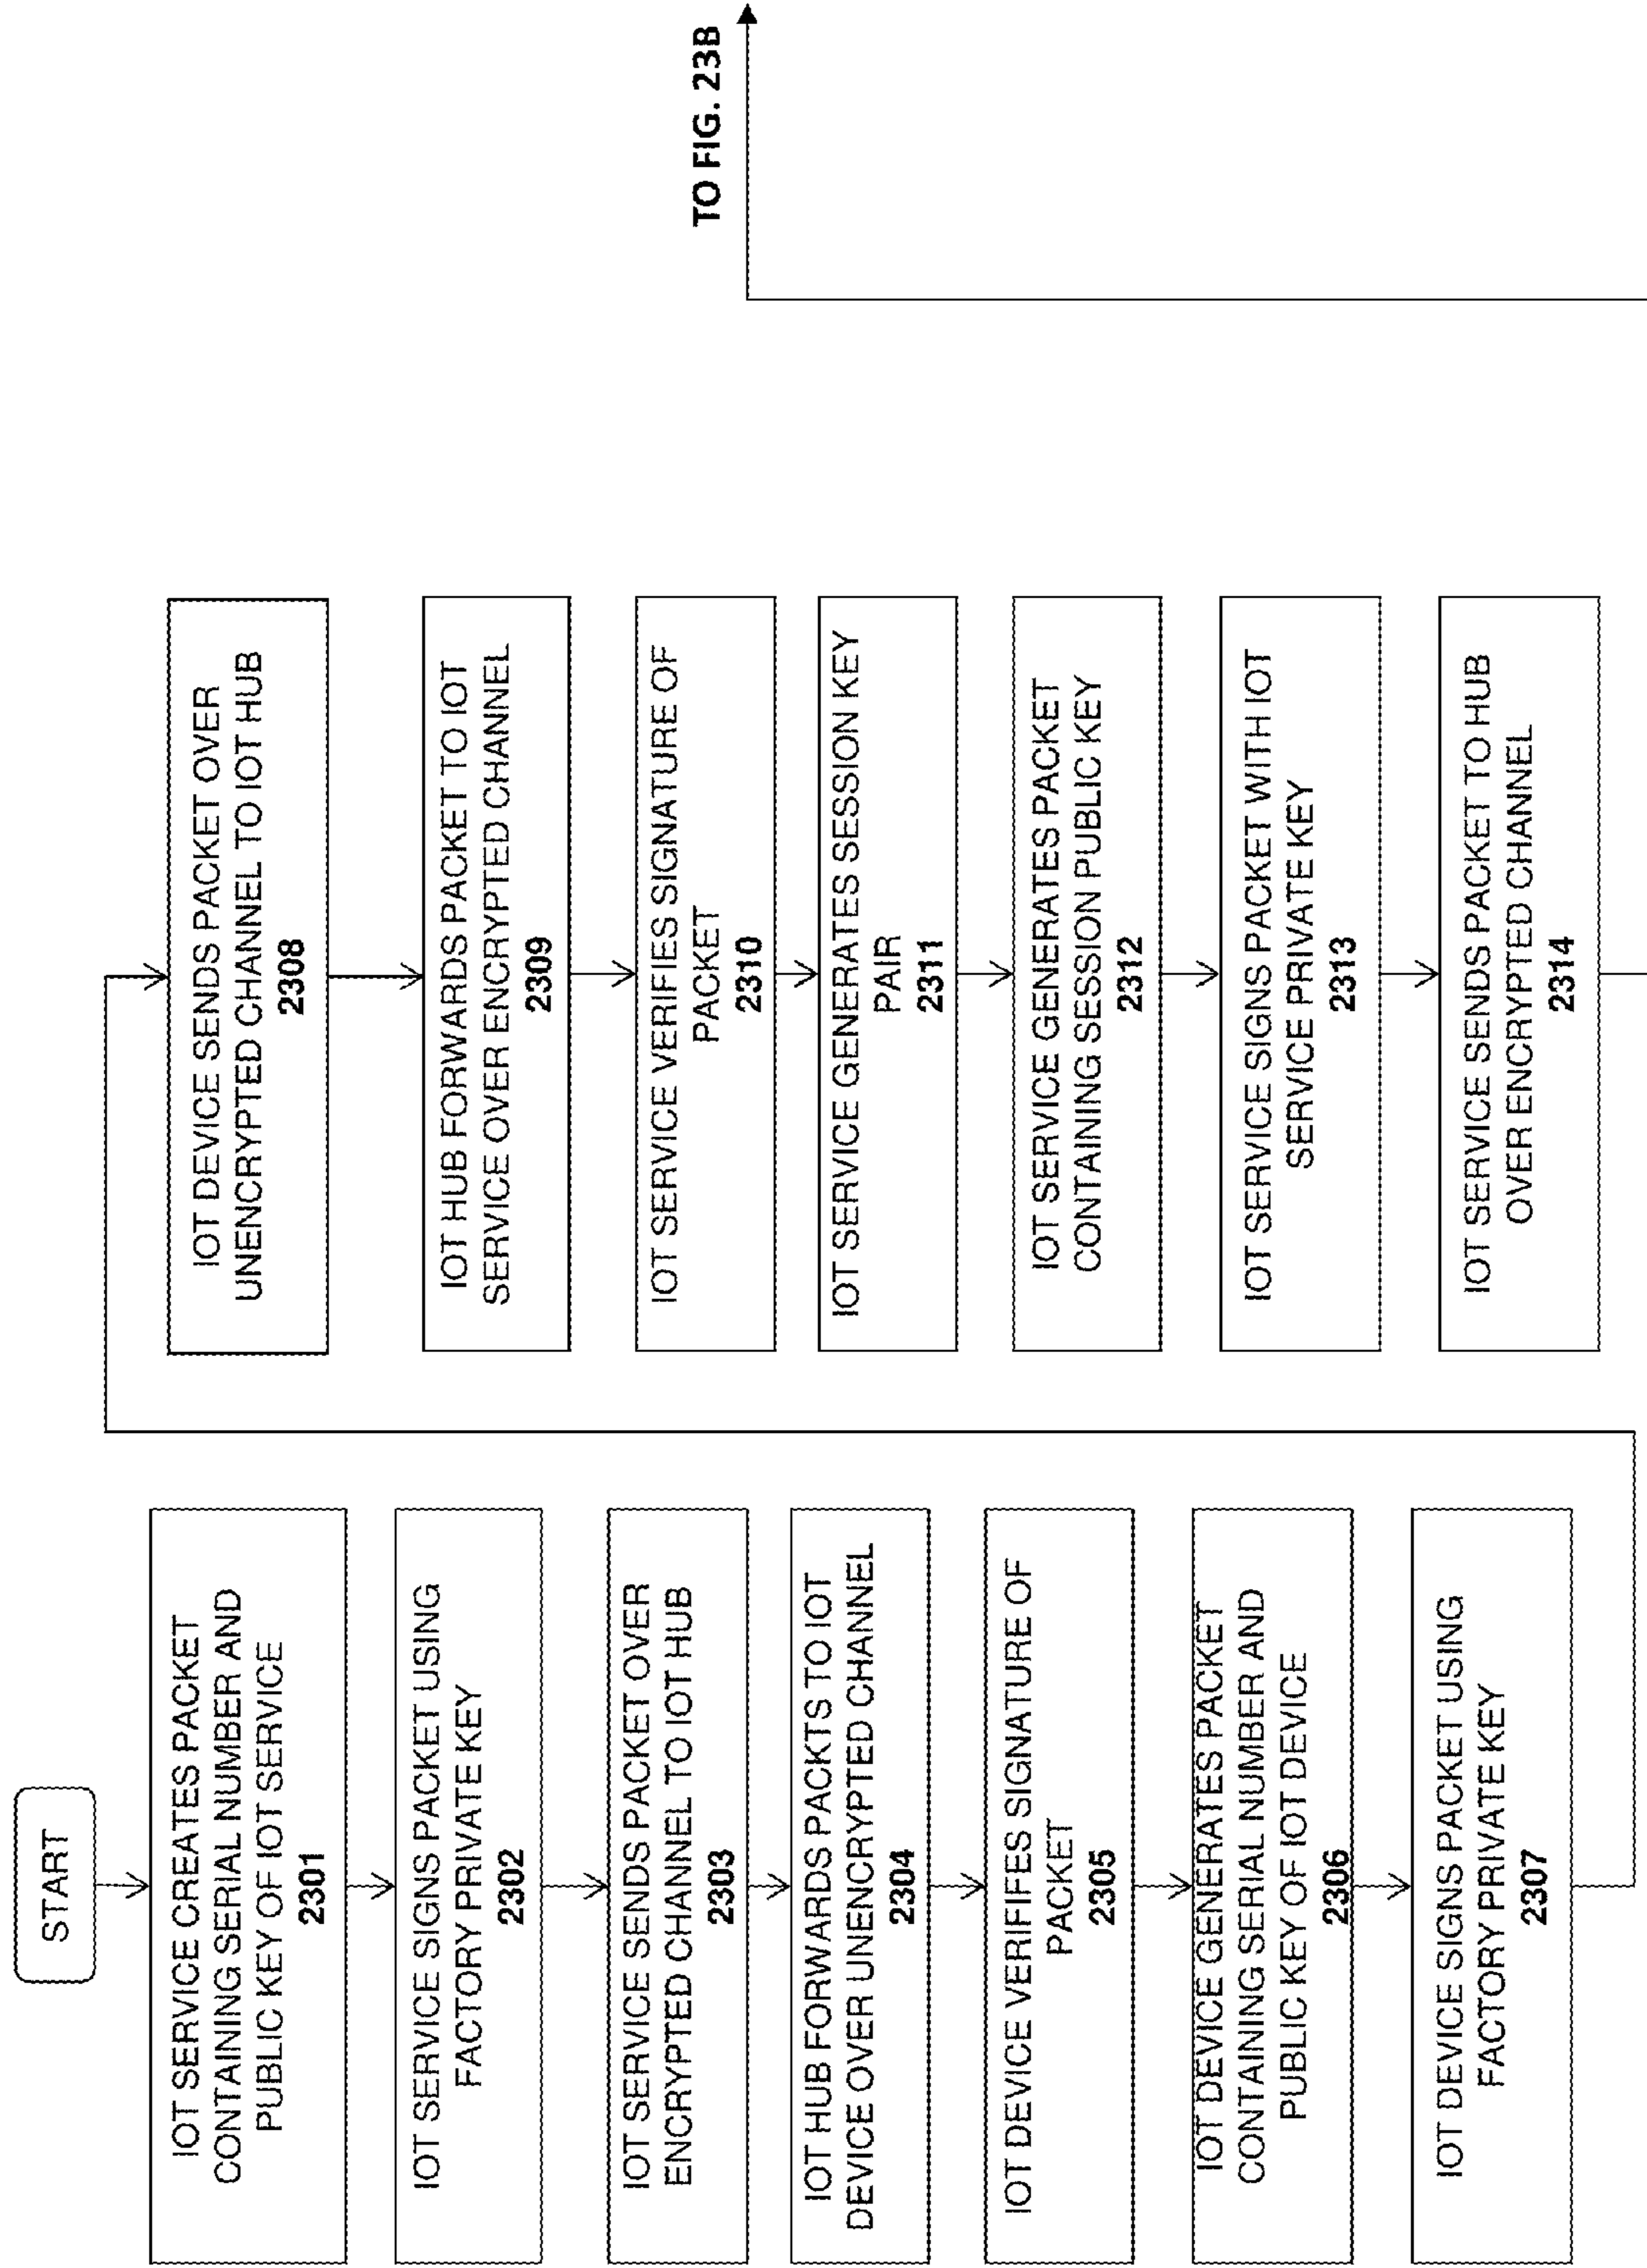 START
IOT SERVICE CREATES PACKET
CONTAINING SERIAL NUMBER AND
PUBLIC KEY OF IOT SERVICE
2301
IOT SERVICE SIGNS PACKET USING
FACTORY PRIVATE KEY
2302
IOT SERVICE SENDS PACKET OVER
ENCRYPTED CHANNEL TO IOT HUB
2303
IOT HUB FORWARDS PACKTS TO IOT
DEVICE OVER UNENCRYPTED CHANNEL
2304
IOT DEVICE VERIFIFES SIGNATURE OF
PACKET
2305
IOT DEVICE GENERATES PACKET
CONTAINING SERIAL NUMBER AND
PUBLIC KEY OF IOT DEVICE
2306
IOT DEVICE SIGNS PACKET USING
FACTORY PRIVATE KEY
2307
IOT DEVICE SENDS PACKET OVER
UNENCRYPTED CHANNEL TO IOT HUB
2308
IOT HUB FORWARDS PACKET TO IOT
SERVICE OVER ENCRYPTED CHANNEL
2309
IOT SERVICE VERIFIES SIGNATURE OF
PACKET
2310
IOT SERVICE GENERATES SESSION KEY
PAIR
2311
IOT SERVICE GENERATES PACKET
CONTAINING SESSION PUBLIC KEY
2312
IOT SERVICE SIGNS PACKET WITH IOT
SERVICE PRIVATE KEY
2313
IOT SERVICE SENDS PACKET TO HUB
OVER ENCRYPTED CHANNEL
2314
TO FIG. 23B